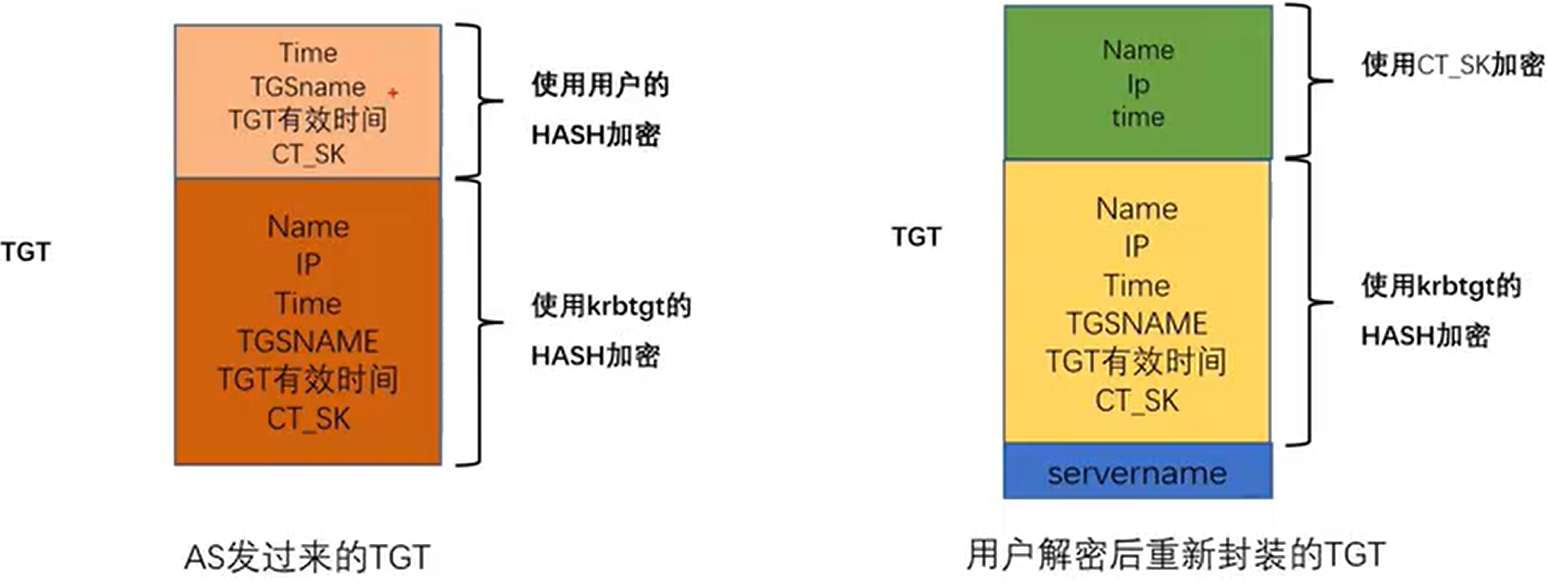 Time
TGSname
TGT有效时间
CT_SK
使用用户的
HASH加密
TGT
Name
IP
Time
TGSNAME
TGT有效时间
CT_SK
使用krbtgt的
HASH加密
AS发过来的TGT
Name
Ip
time
使用CT_SK加密
TGT
Name
IP
Time
TGSNAME
TGT有效时间
CT_SK
使用krbtgt的
HASH加密
servername
用户解密后重新封装的TGT